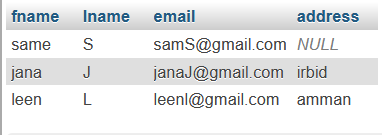 fname lname email address
same S samS@gmail.com NULL
jana J janaJ@gmail.com irbid
leen L leenl@gmail.com amman